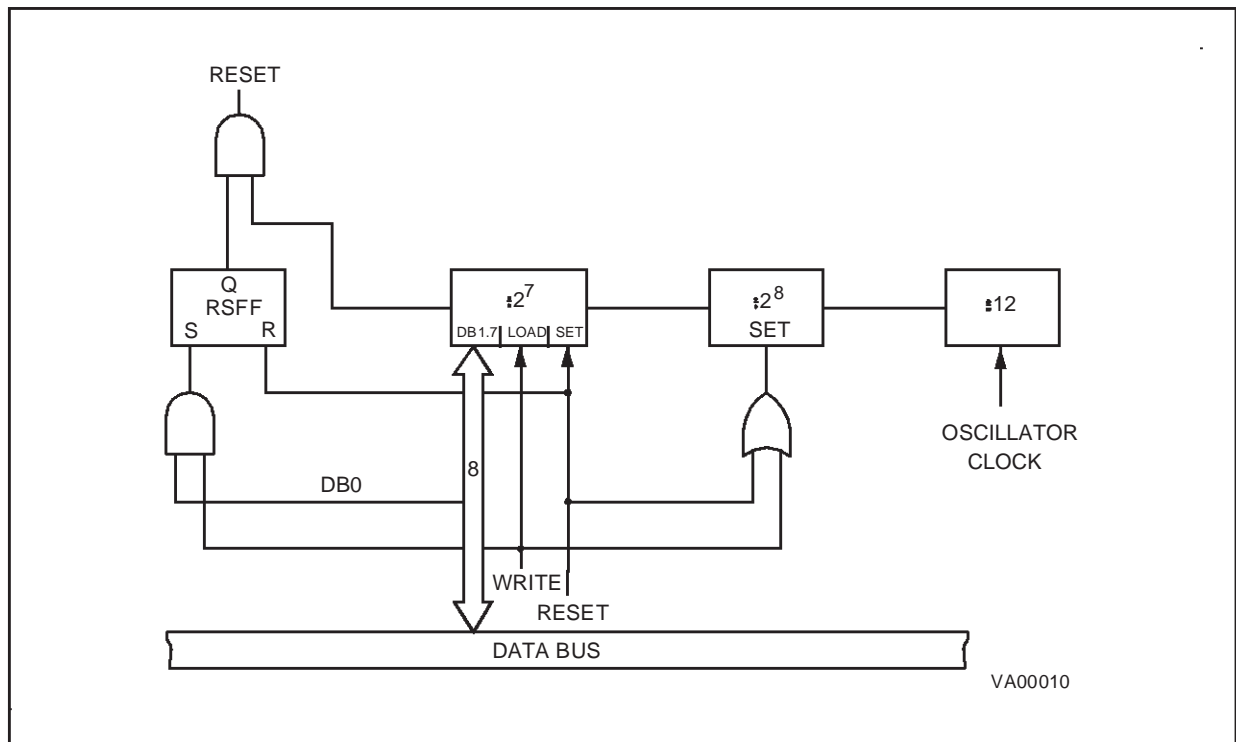 RESET
Q
RSFF
S R
:2⁷
DB1.7 LOAD SET
:2⁸
SET
:12
OSCILLATOR
CLOCK
8
DB0
WRITE
RESET
DATA BUS
VA00010